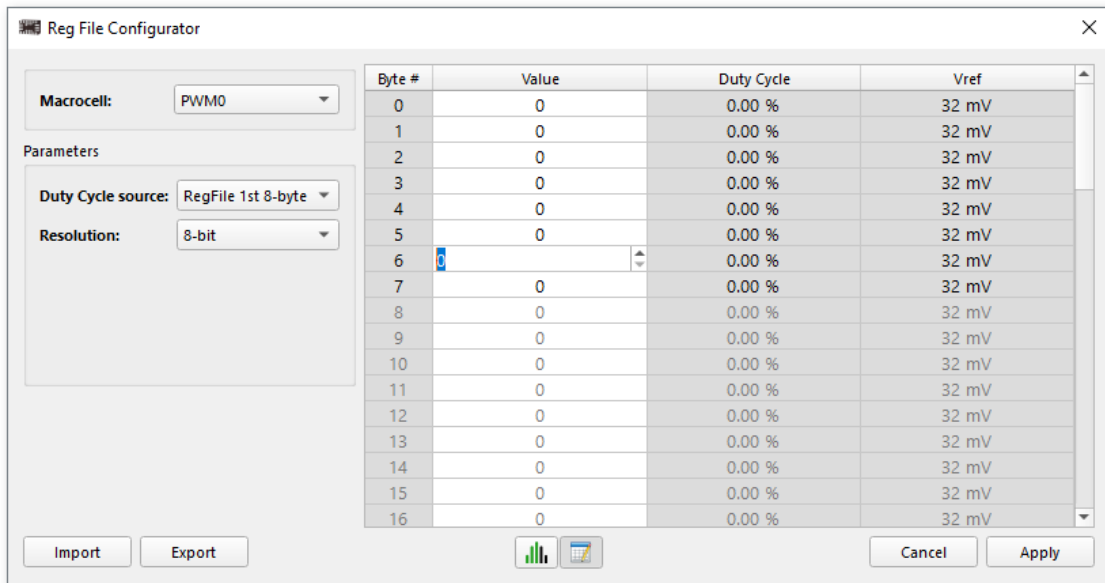 Reg File Configurator
Macrocell: PWM0
Parameters
Duty Cycle source: RegFile 1st 8-byte
Resolution: 8-bit
Byte # Value Duty Cycle Vref
0 0 0.00 % 32 mV
1 0 0.00 % 32 mV
2 0 0.00 % 32 mV
3 0 0.00 % 32 mV
4 0 0.00 % 32 mV
5 0 0.00 % 32 mV
6 0 0.00 % 32 mV
7 0 0.00 % 32 mV
8 0 0.00 % 32 mV
9 0 0.00 % 32 mV
10 0 0.00 % 32 mV
11 0 0.00 % 32 mV
12 0 0.00 % 32 mV
13 0 0.00 % 32 mV
14 0 0.00 % 32 mV
15 0 0.00 % 32 mV
16 0 0.00 % 32 mV
Import Export Cancel Apply